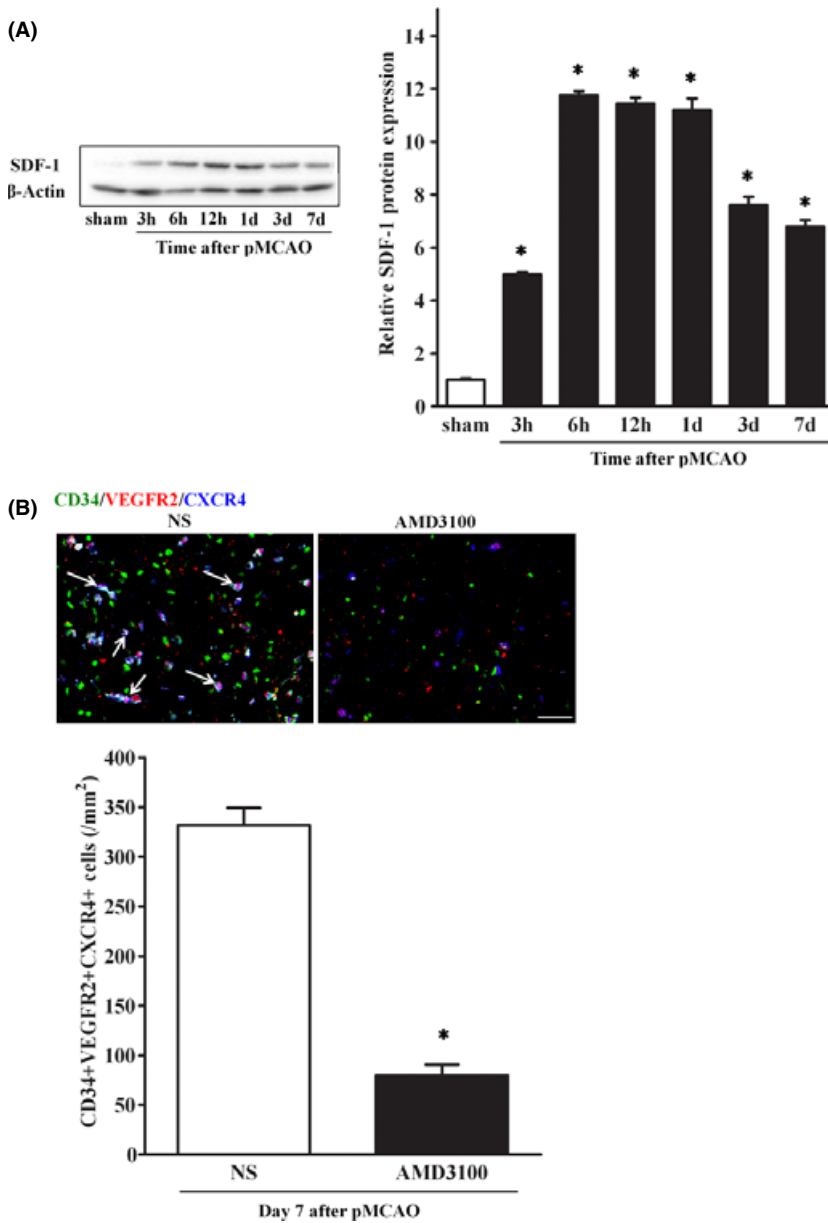 (A)
SDF-1
β-Actin
sham 3h 6h 12h 1d 3d 7d
Time after pMCAO
Relative SDF-1 protein expression
14
12
10
8
6
4
2
0
* * * * * *
sham 3h 6h 12h 1d 3d 7d
Time after pMCAO
(B)
CD34/VEGFR2/CXCR4
NS AMD3100
CD34+VEGFR2+CXCR4+ cells (/mm²)
400
350
300
250
200
150
100
50
0
*
NS AMD3100
Day 7 after pMCAO